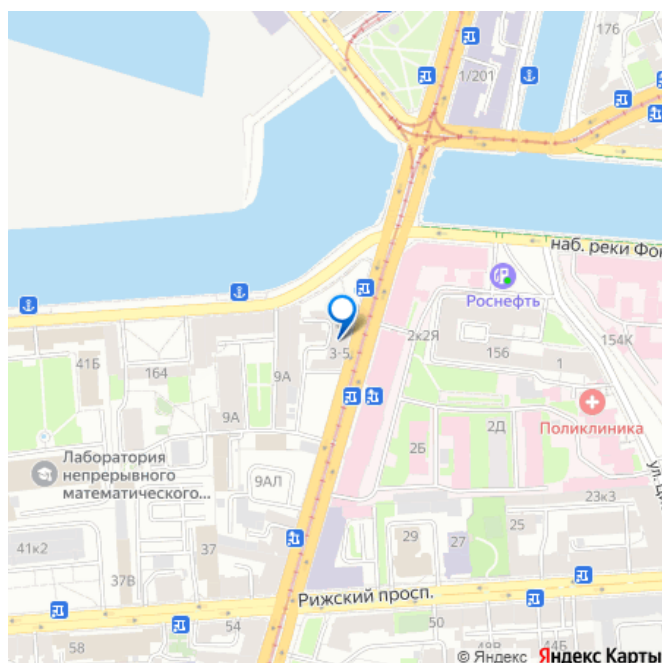 176
1/201
наб. реки Фон
Роснефть
2к2Я
154К
156
1
3-5
41Б
164
9А
9А
Поликлиника
2Б
2Д
Лаборатория
непрерывного
математического...
9АЛ
ул. Ци
23к3
25
29
27
41к2
37
37В
Рижский просп.
54
58
48В
44Б
© Яндекс Яндекс Карты